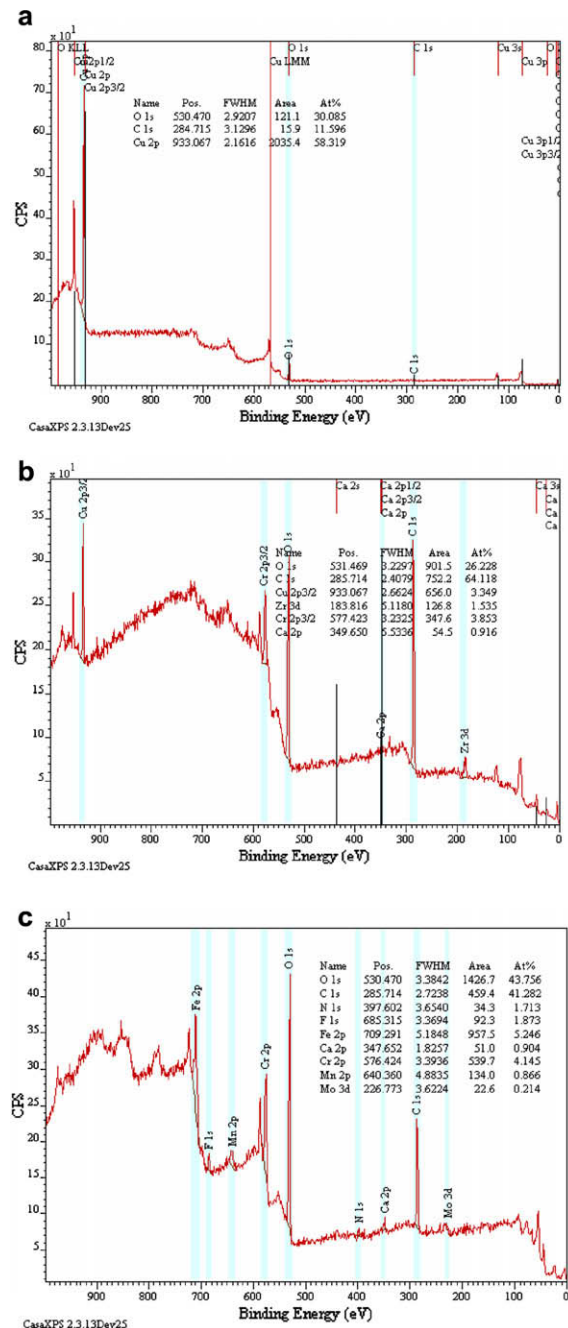 a
x 10¹
O KLL
O 1s
C 1s
Cu 3s
Cu 2p1/2
Cu 2p
Cu 2p3/2
Cu LMM
Cu 3p
Cu 3p1/2
Cu 3p3/2
Name Pos. FWHM Area At%
O 1s 530.470 2.9207 121.1 30.085
C 1s 284.715 3.1296 15.9 11.596
Cu 2p 933.067 2.1616 2035.4 58.319
80
70
60
50
40
30
20
10
CPS
O 1s
C 1s
900 800 700 600 500 400 300 200 100 0
Binding Energy (eV)
CasaXPS 2.3.13Dev25
b
x 10¹
Cu 2p3/2
Cr 2p3/2
O 1s
C 1s
Ca 2s
Ca 2p1/2
Ca 2p3/2
Ca 2p
Ca 3s
Ca
Ca
Name Pos. FWHM Area At%
O 1s 531.469 3.2297 901.5 26.228
C 1s 285.714 2.4079 752.2 64.118
Cu 2p3/2 933.067 2.6624 656.0 3.349
Zr 3d 183.816 5.1180 126.8 1.535
Cr 2p3/2 577.423 3.2325 347.6 3.853
Ca 2p 349.650 5.5336 54.5 0.916
35
30
25
20
15
10
5
CPS
Ca 2p
Zr 3d
900 800 700 600 500 400 300 200 100 0
Binding Energy (eV)
CasaXPS 2.3.13Dev25
c
x 10¹
Name Pos. FWHM Area At%
O 1s 530.470 3.3842 1426.7 43.756
C 1s 285.714 2.7238 459.4 41.282
N 1s 397.602 3.6540 34.3 1.713
F 1s 685.315 3.3694 92.3 1.873
Fe 2p 709.291 5.1848 957.5 5.246
Ca 2p 347.652 1.8257 51.0 0.904
Cr 2p 576.424 3.3936 539.7 4.145
Mn 2p 640.360 4.8835 134.0 0.866
Mo 3d 226.773 3.6224 22.6 0.214
45
40
35
30
25
20
15
10
5
CPS
Fe 2p
F 1s
Mn 2p
Cr 2p
O 1s
N 1s
Ca 2p
C 1s
Mo 3d
900 800 700 600 500 400 300 200 100 0
Binding Energy (eV)
CasaXPS 2.3.13Dev25